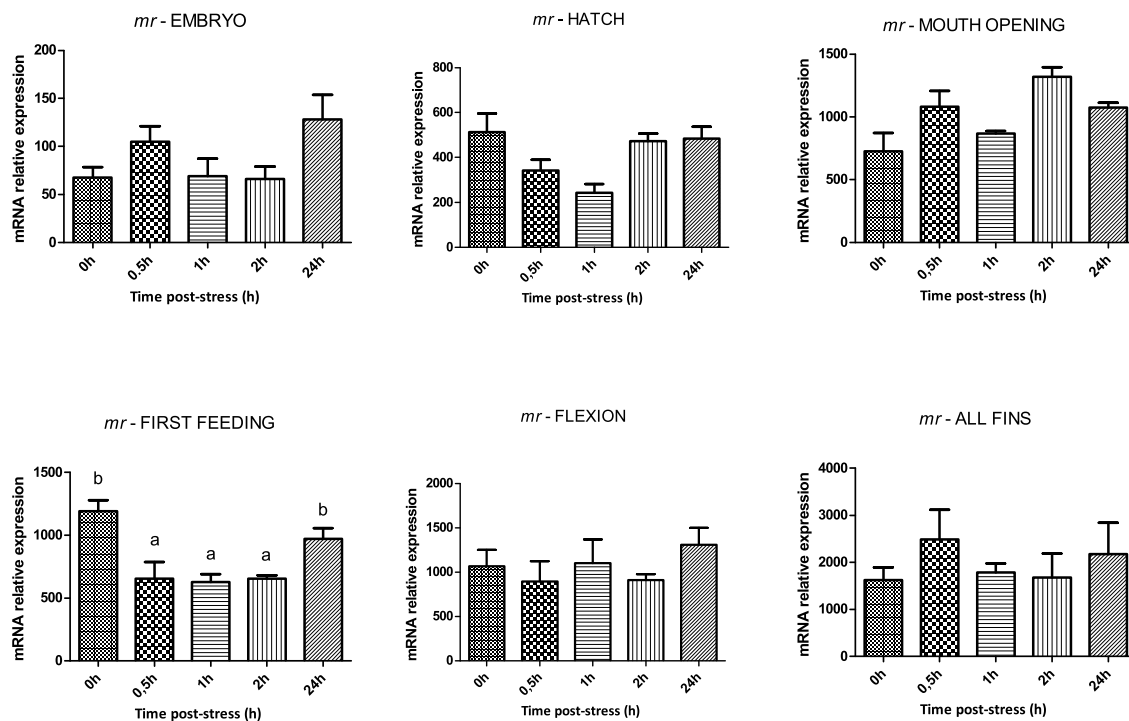 mr - EMBRYO
mRNA relative expression
200
150
100
50
0
0h 0,5h 1h 2h 24h
Time post-stress (h)
mr - HATCH
mRNA relative expression
800
600
400
200
0
0h 0,5h 1h 2h 24h
Time post-stress (h)
mr - MOUTH OPENING
mRNA relative expression
1500
1000
500
0
0h 0,5h 1h 2h 24h
Time post-stress (h)
mr - FIRST FEEDING
mRNA relative expression
1500
1000
500
0
b a a a b
0h 0,5h 1h 2h 24h
Time post-stress (h)
mr - FLEXION
mRNA relative expression
2000
1500
1000
500
0
0h 0,5h 1h 2h 24h
Time post-stress (h)
mr - ALL FINS
mRNA relative expression
4000
3000
2000
1000
0
0h 0,5h 1h 2h 24h
Time post-stress (h)